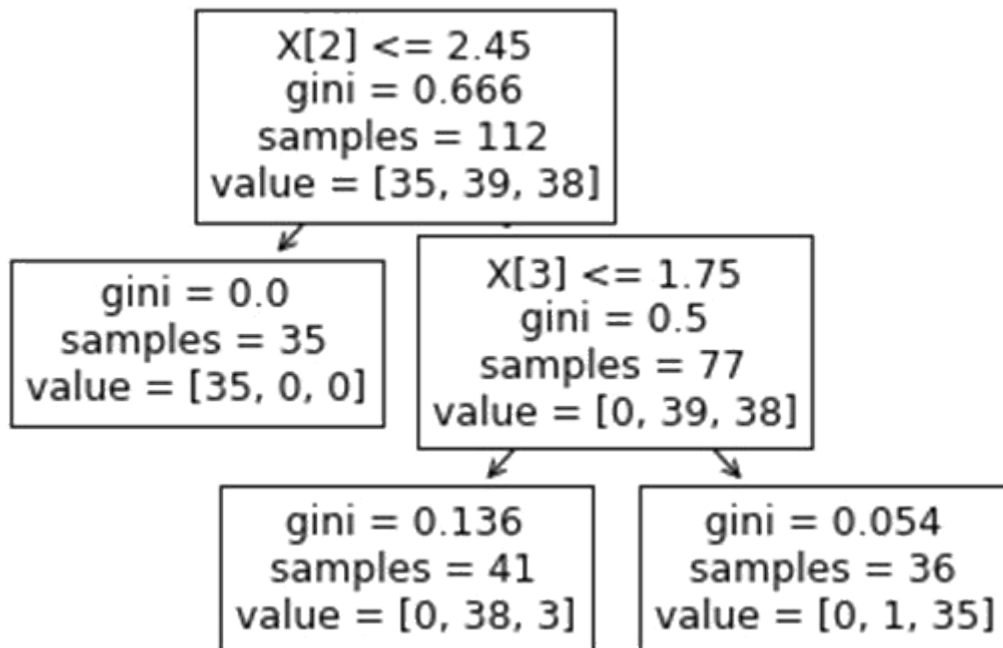 X[2] <= 2.45
gini = 0.666
samples = 112
value = [35, 39, 38]
gini = 0.0
samples = 35
value = [35, 0, 0]
X[3] <= 1.75
gini = 0.5
samples = 77
value = [0, 39, 38]
gini = 0.136
samples = 41
value = [0, 38, 3]
gini = 0.054
samples = 36
value = [0, 1, 35]